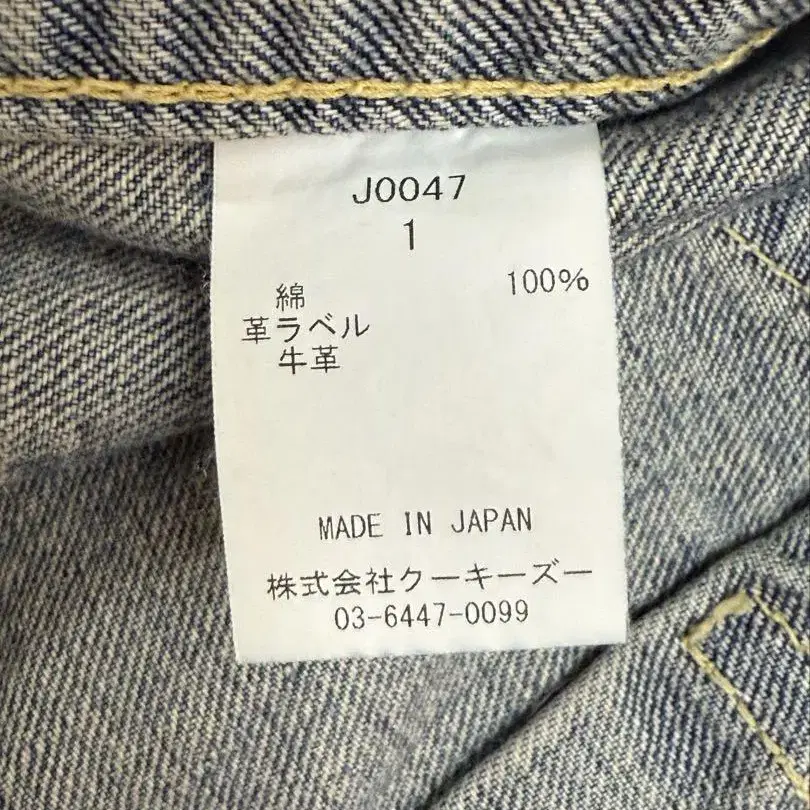 J0047
1
綿 100%
革ラベル
牛革
MADE IN JAPAN
株式会社クーキーズー
03-6447-0099